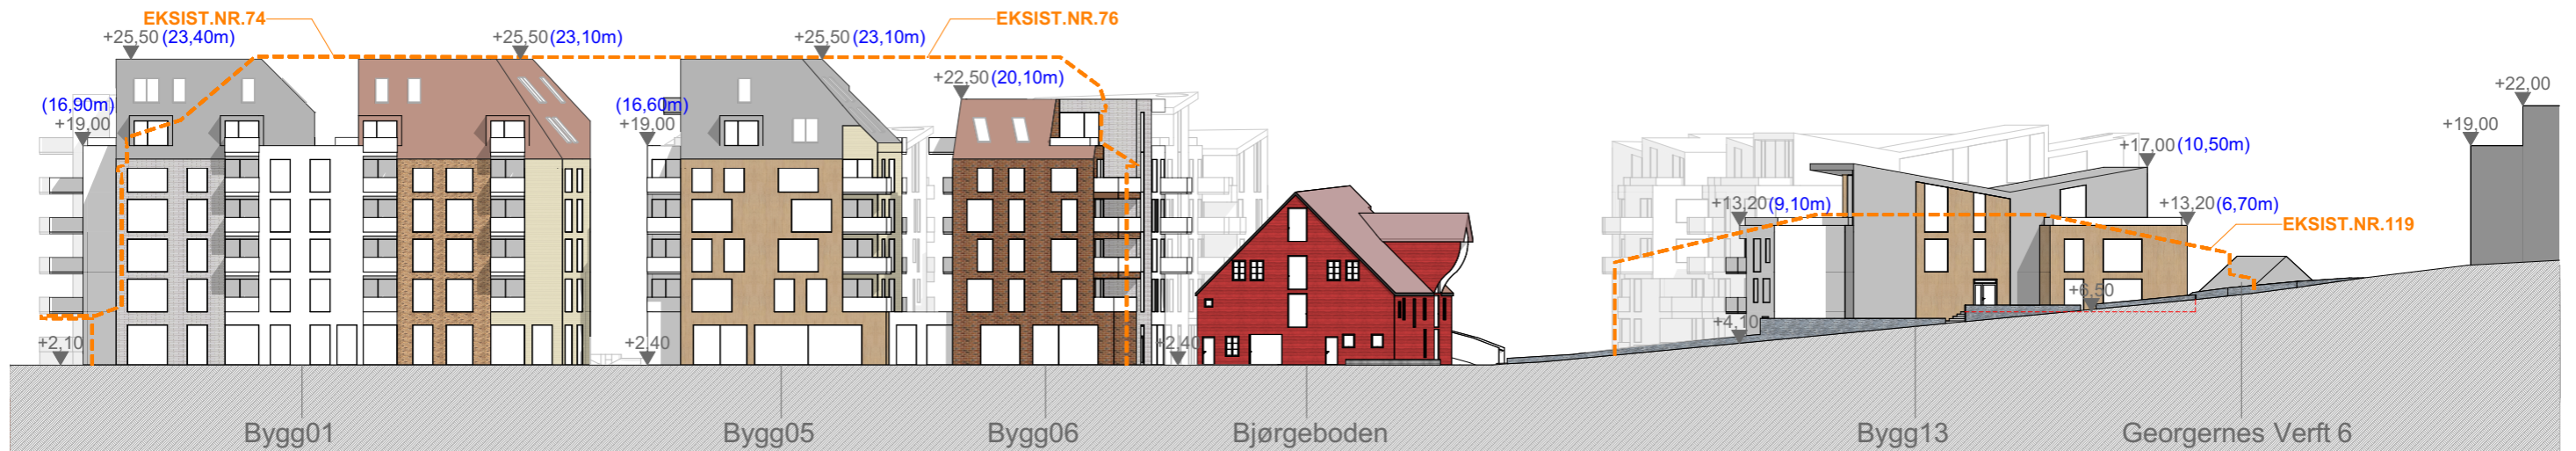 EKSIST.NR.74
EKSIST.NR.76
+25,50 (23,40m)
+25,50 (23,10m)
+25,50 (23,10m)
+22,50 (20,10m)
+22,00
(16,90m)
+19,00
(16,60m)
+19,00
+19,00
+17,00 (10,50m)
+13,20 (9,10m)
+13,20 (6,70m)
EKSIST.NR.119
+6,50
+4,10
+2,10
+2,40
+2,40
Bygg01
Bygg05
Bygg06
Bjørgeboden
Bygg13
Georgernes Verft 6